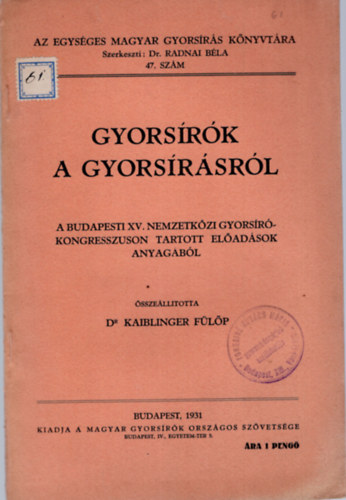 61
AZ EGYSÉGES MAGYAR GYORSÍRÁS KÖNYVTÁRA
Szerkeszti: Dr. RADNAI BÉLA
47. SZÁM
61.
GYORSÍRÓK
A GYORSÍRÁSRÓL
A BUDAPESTI XV. NEMZETKÖZI GYORSÍRÓ-
KONGRESSZUSON TARTOTT ELŐADÁSOK
ANYAGÁBÓL
ÖSSZEÁLLITOTTA
DR KAIBLINGER FÜLÖP
BUDAPEST, 1931
KIADJA A MAGYAR GYORSÍRÓK ORSZÁGOS SZÖVETSÉGE
BUDAPEST, IV., EGYETEM-TÉR 5.
ÁRA 1 PENGŐ